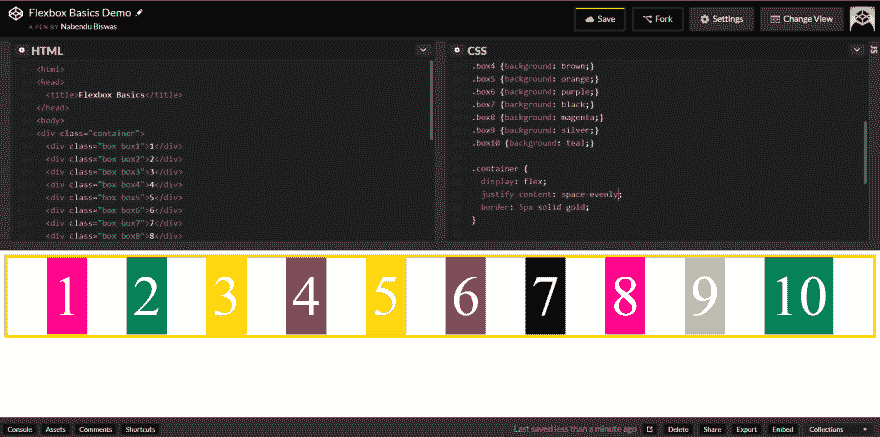 Flexbox Basics Demo
A PEN BY Nabendu Biswas
Save
Fork
Settings
Change View
HTML
<html>
<head>
<title>Flexbox Basics</title>
</head>
<body>
<div class="container">
<div class="box box1">1</div>
<div class="box box2">2</div>
<div class="box box3">3</div>
<div class="box box4">4</div>
<div class="box box5">5</div>
<div class="box box6">6</div>
<div class="box box7">7</div>
<div class="box box8">8</div>
CSS
JS
.box4 {background: brown;}
.box5 {background: orange;}
.box6 {background: purple;}
.box7 {background: black;}
.box8 {background: magenta;}
.box9 {background: silver;}
.box10 {background: teal;}
.container {
display: flex;
justify-content: space-evenly;
border: 5px solid gold;
}
1 2 3 4 5 6 7 8 9 10
Console
Assets
Comments
Shortcuts
Last saved less than a minute ago
Delete
Share
Export
Embed
Collections